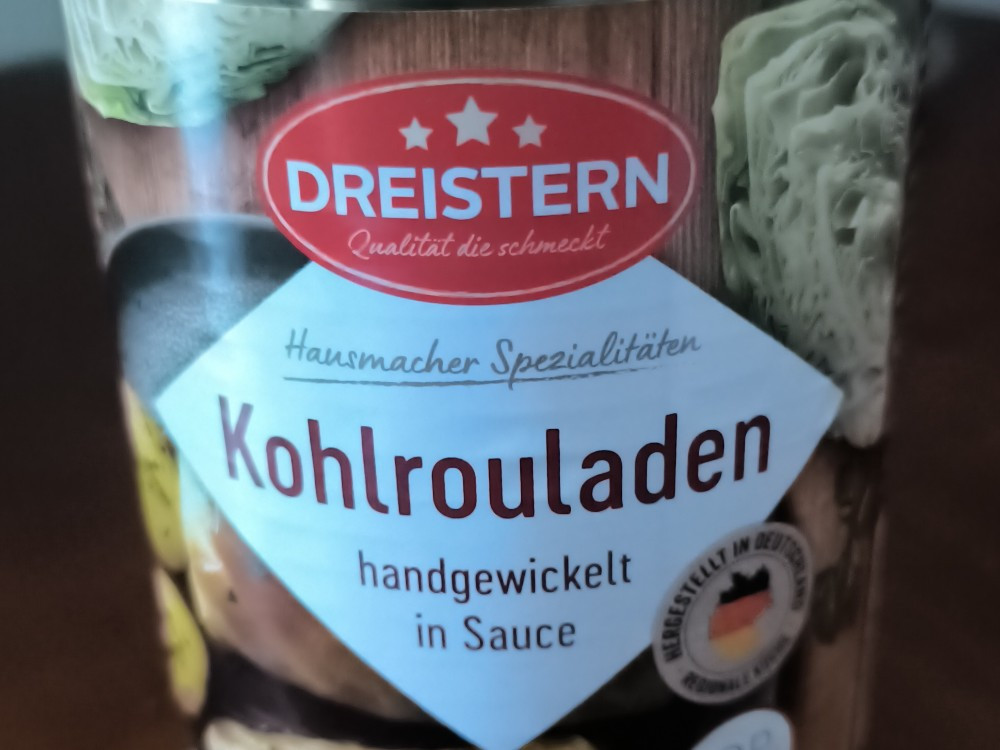 DREISTERN
Qualität die schmeckt
Hausmacher Spezialitäten
Kohlrouladen
handgewickelt
in Sauce
HERGESTELLT IN DEUTSCHLAND